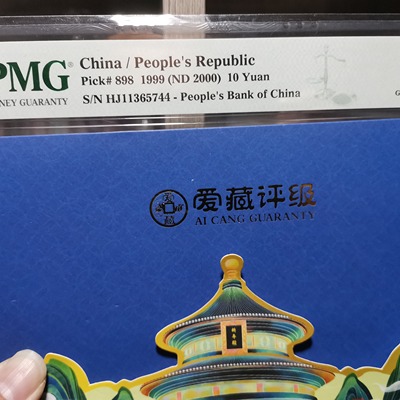 PMG
China / People's Republic
Pick# 898 1999 (ND 2000) 10 Yuan
NEY GUARANTY
S/N HJ11365744 - People's Bank of China
G
爱藏评级
AI CANG GUARANTY